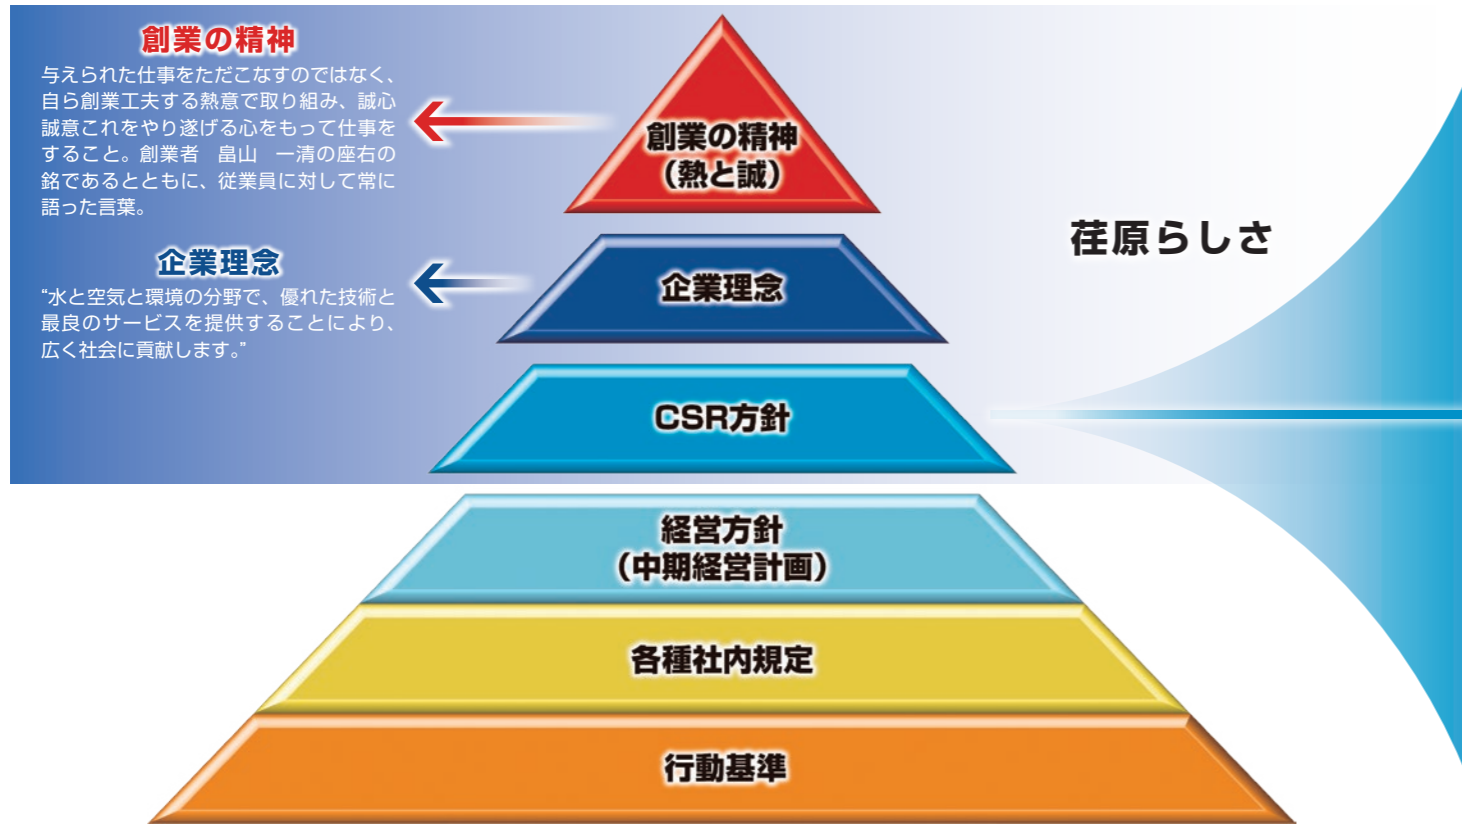 創業の精神
与えられた仕事をただこなすのではなく、
自ら創業工夫する熱意で取り組み、誠心
誠意これをやり遂げる心をもって仕事を
すること。創業者　畠山　一清の座右の
銘であるとともに、従業員に対して常に
語った言葉。
企業理念
“水と空気と環境の分野で、優れた技術と
最良のサービスを提供することにより、
広く社会に貢献します。”
創業の精神
（熱と誠）
企業理念
CSR方針
経営方針
（中期経営計画）
各種社内規定
行動基準
荏原らしさ